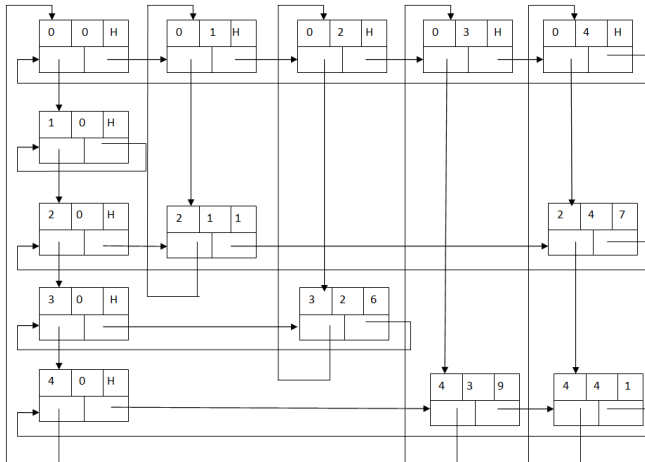 0 0 H 0 1 H 0 2 H 0 3 H 0 4 H
1 0 H
2 0 H 2 1 1 2 4 7
3 0 H 3 2 6
4 0 H 4 3 9 4 4 1